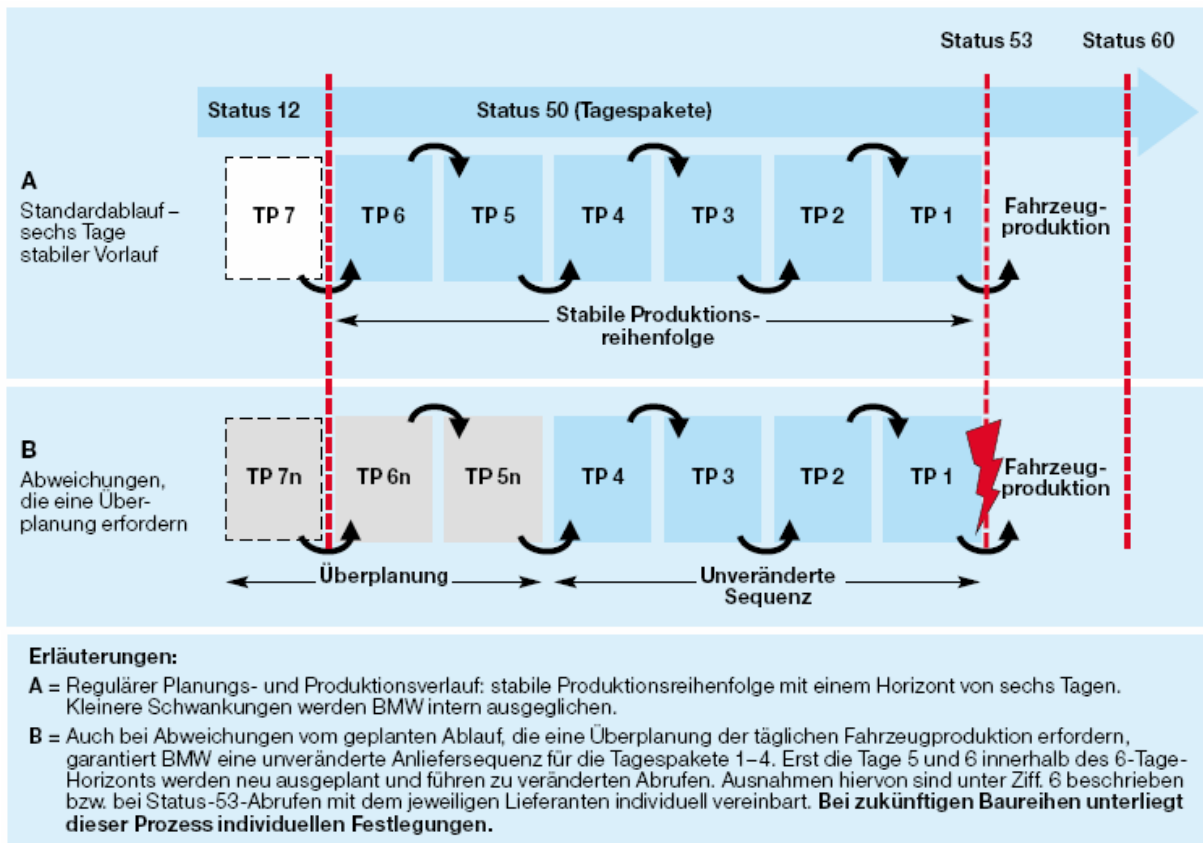 Status 53
Status 60
Status 12
Status 50 (Tagespakete)
A
Standardablauf –
sechs Tage
stabiler Vorlauf
TP 7
TP 6
TP 5
TP 4
TP 3
TP 2
TP 1
Fahrzeug-
produktion
Stabile Produktions-
reihenfolge
B
Abweichungen,
die eine Über-
planung erfordern
TP 7n
TP 6n
TP 5n
TP 4
TP 3
TP 2
TP 1
Fahrzeug-
produktion
Überplanung
Unveränderte
Sequenz
Erläuterungen:
A = Regulärer Planungs- und Produktionsverlauf: stabile Produktionsreihenfolge mit einem Horizont von sechs Tagen.
Kleinere Schwankungen werden BMW intern ausgeglichen.
B = Auch bei Abweichungen vom geplanten Ablauf, die eine Überplanung der täglichen Fahrzeugproduktion erfordern,
garantiert BMW eine unveränderte Anliefersequenz für die Tagespakete 1–4. Erst die Tage 5 und 6 innerhalb des 6-Tage-
Horizonts werden neu ausgeplant und führen zu veränderten Abrufen. Ausnahmen hiervon sind unter Ziff. 6 beschrieben
bzw. bei Status-53-Abrufen mit dem jeweiligen Lieferanten individuell vereinbart. Bei zukünftigen Baureihen unterliegt
dieser Prozess individuellen Festlegungen.